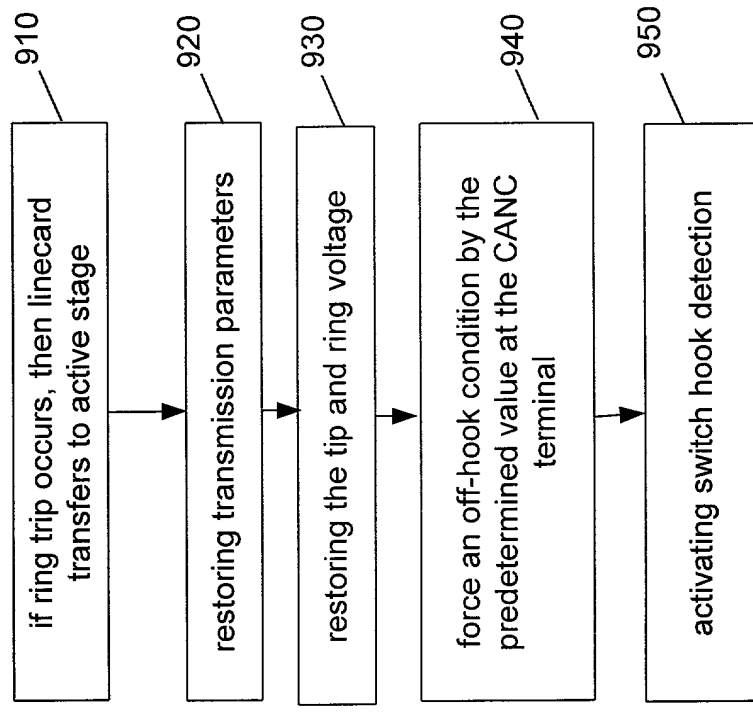 910
if ring trip occurs, then linecard
transfers to active stage
920
restoring transmission parameters
930
restoring the tip and ring voltage
940
force an off-hook condition by the
predetermined value at the CANC
terminal
950
activating switch hook detection